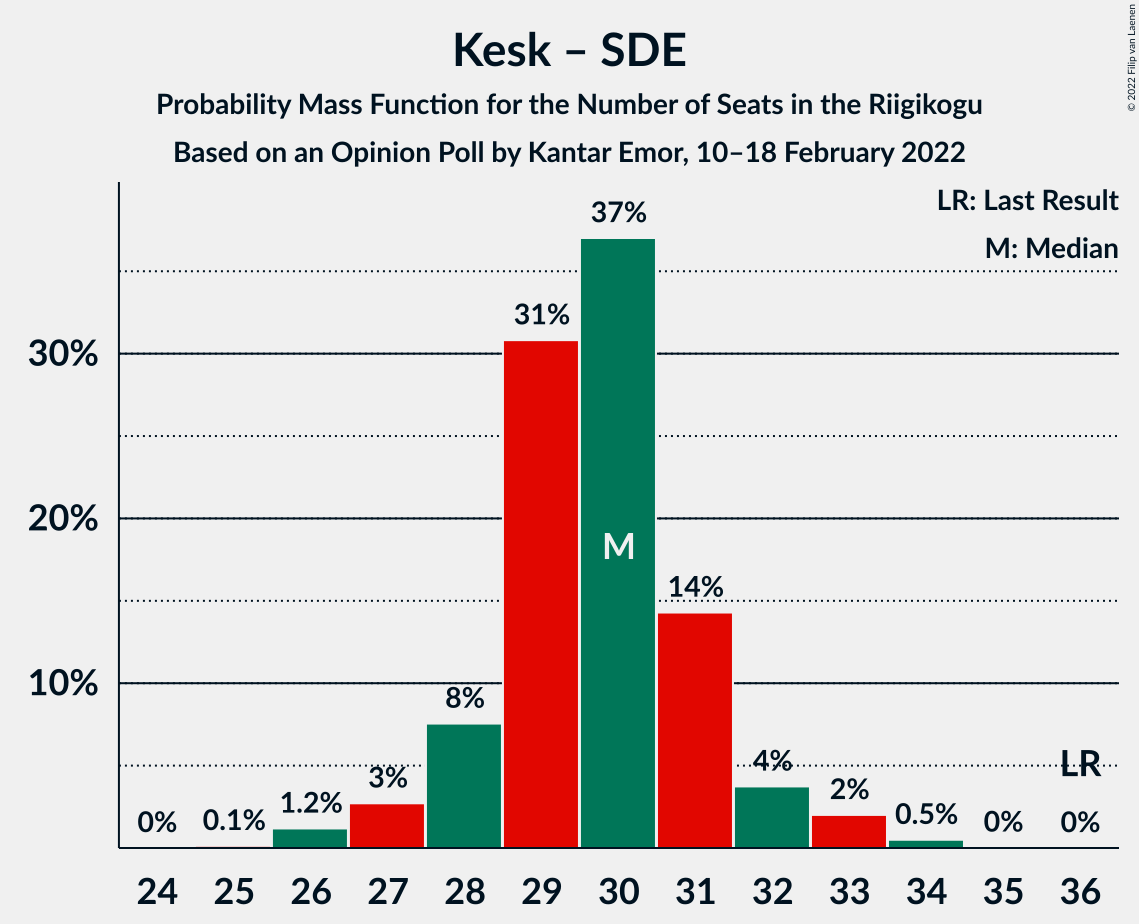 Kesk – SDE
Probability Mass Function for the Number of Seats in the Riigikogu
Based on an Opinion Poll by Kantar Emor, 10–18 February 2022
© 2022 Filip van Laenen
LR: Last Result
M: Median
37%
31%
30%
20%
M
14%
10%
8%
4%
LR
3%
2%
1.2%
0.5%
0%
0.1%
0%
0%
24 25 26 27 28 29 30 31 32 33 34 35 36